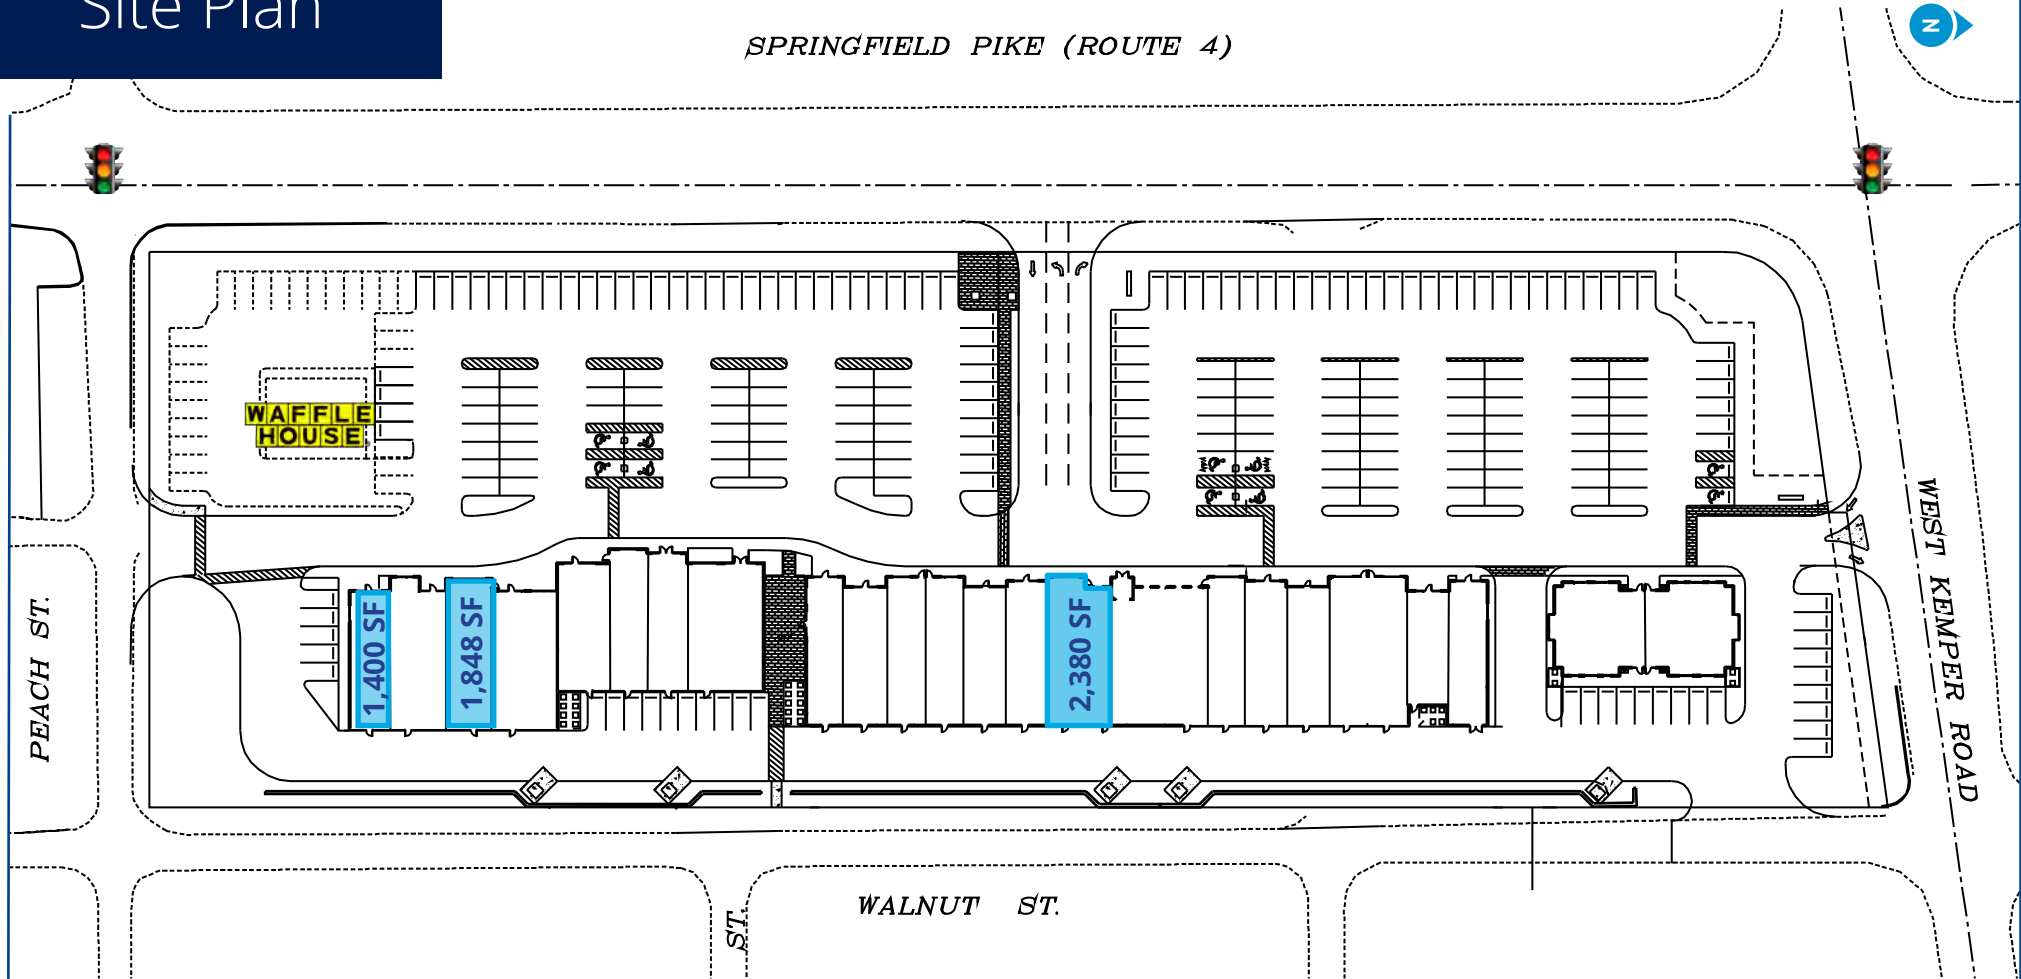 Site Plan
SPRINGFIELD PIKE (ROUTE 4)
N
WAFFLE
HOUSE
WEST KEMPER ROAD
PEACH ST.
1,400 SF
1,848 SF
2,380 SF
WALNUT ST.
ST.